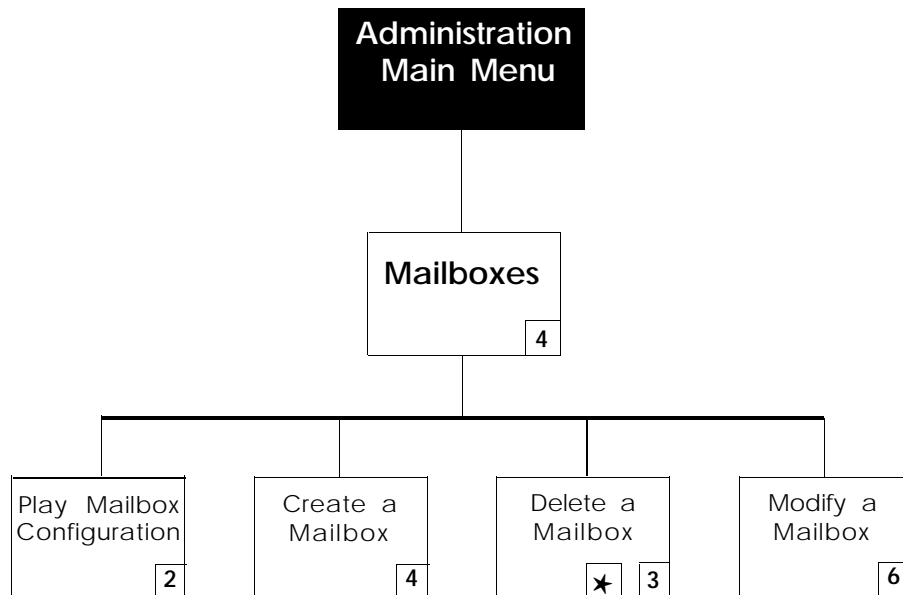 Administration
Main Menu
Mailboxes
4
Play Mailbox
Configuration
2
Create a
Mailbox
4
Delete a
Mailbox
★ 3
Modify a
Mailbox
6